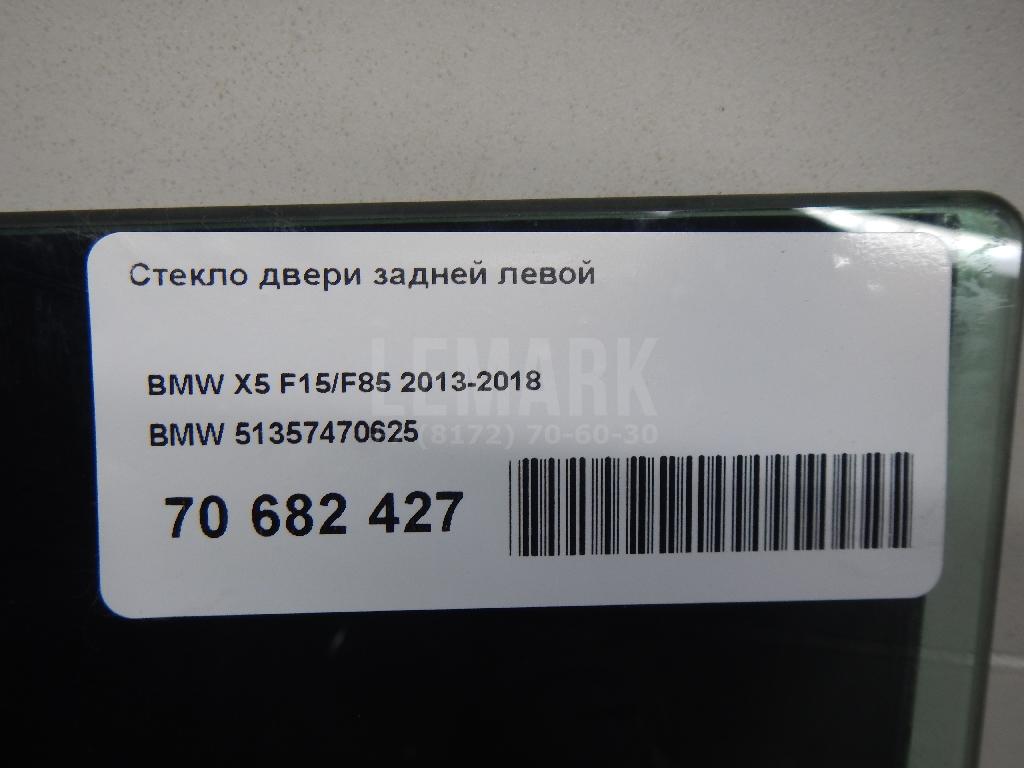 Стекло двери задней левой
LEMARK
BMW X5 F15/F85 2013-2018
BMW 51357470625
(8172) 70-60-30
70 682 427